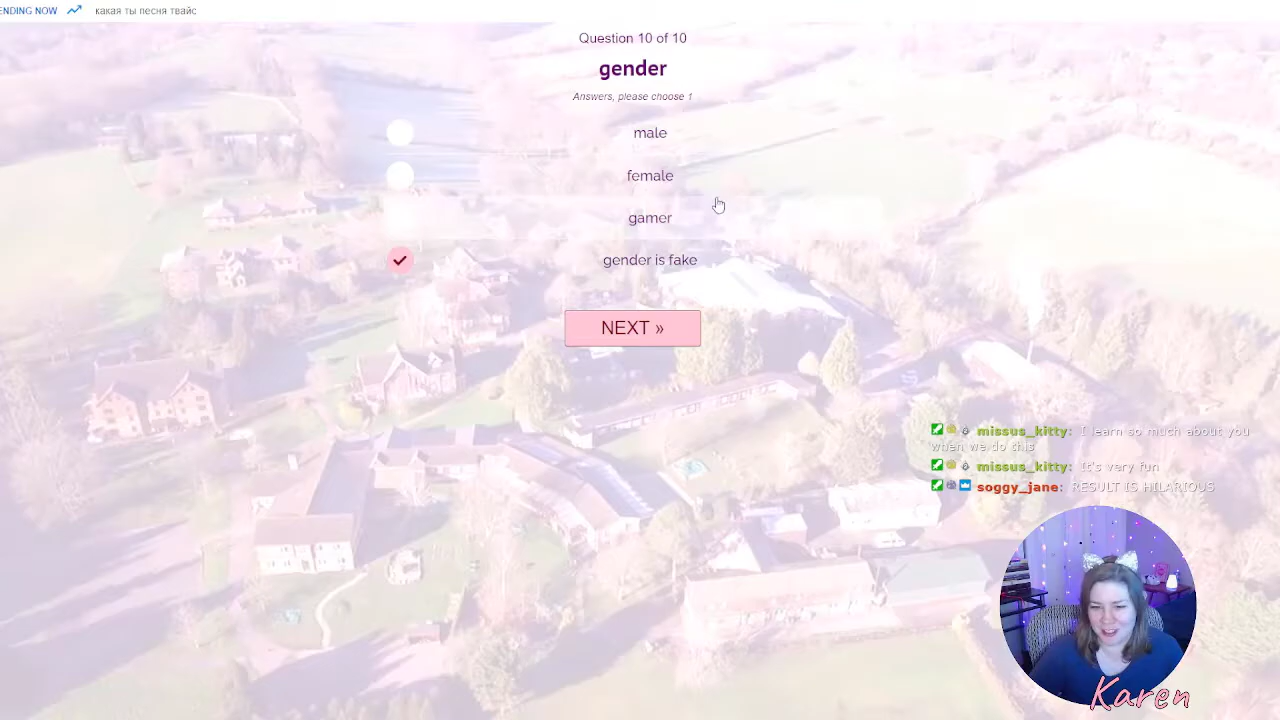 ENDING NOW какая ты песня твайс
Question 10 of 10
gender
Answers, please choose 1
male
female
gamer
gender is fake
NEXT »
missus_kitty: I learn so much about you
when we do this
missus_kitty: It's very fun
soggy_jane: RESULT IS HILARIOUS
Karen